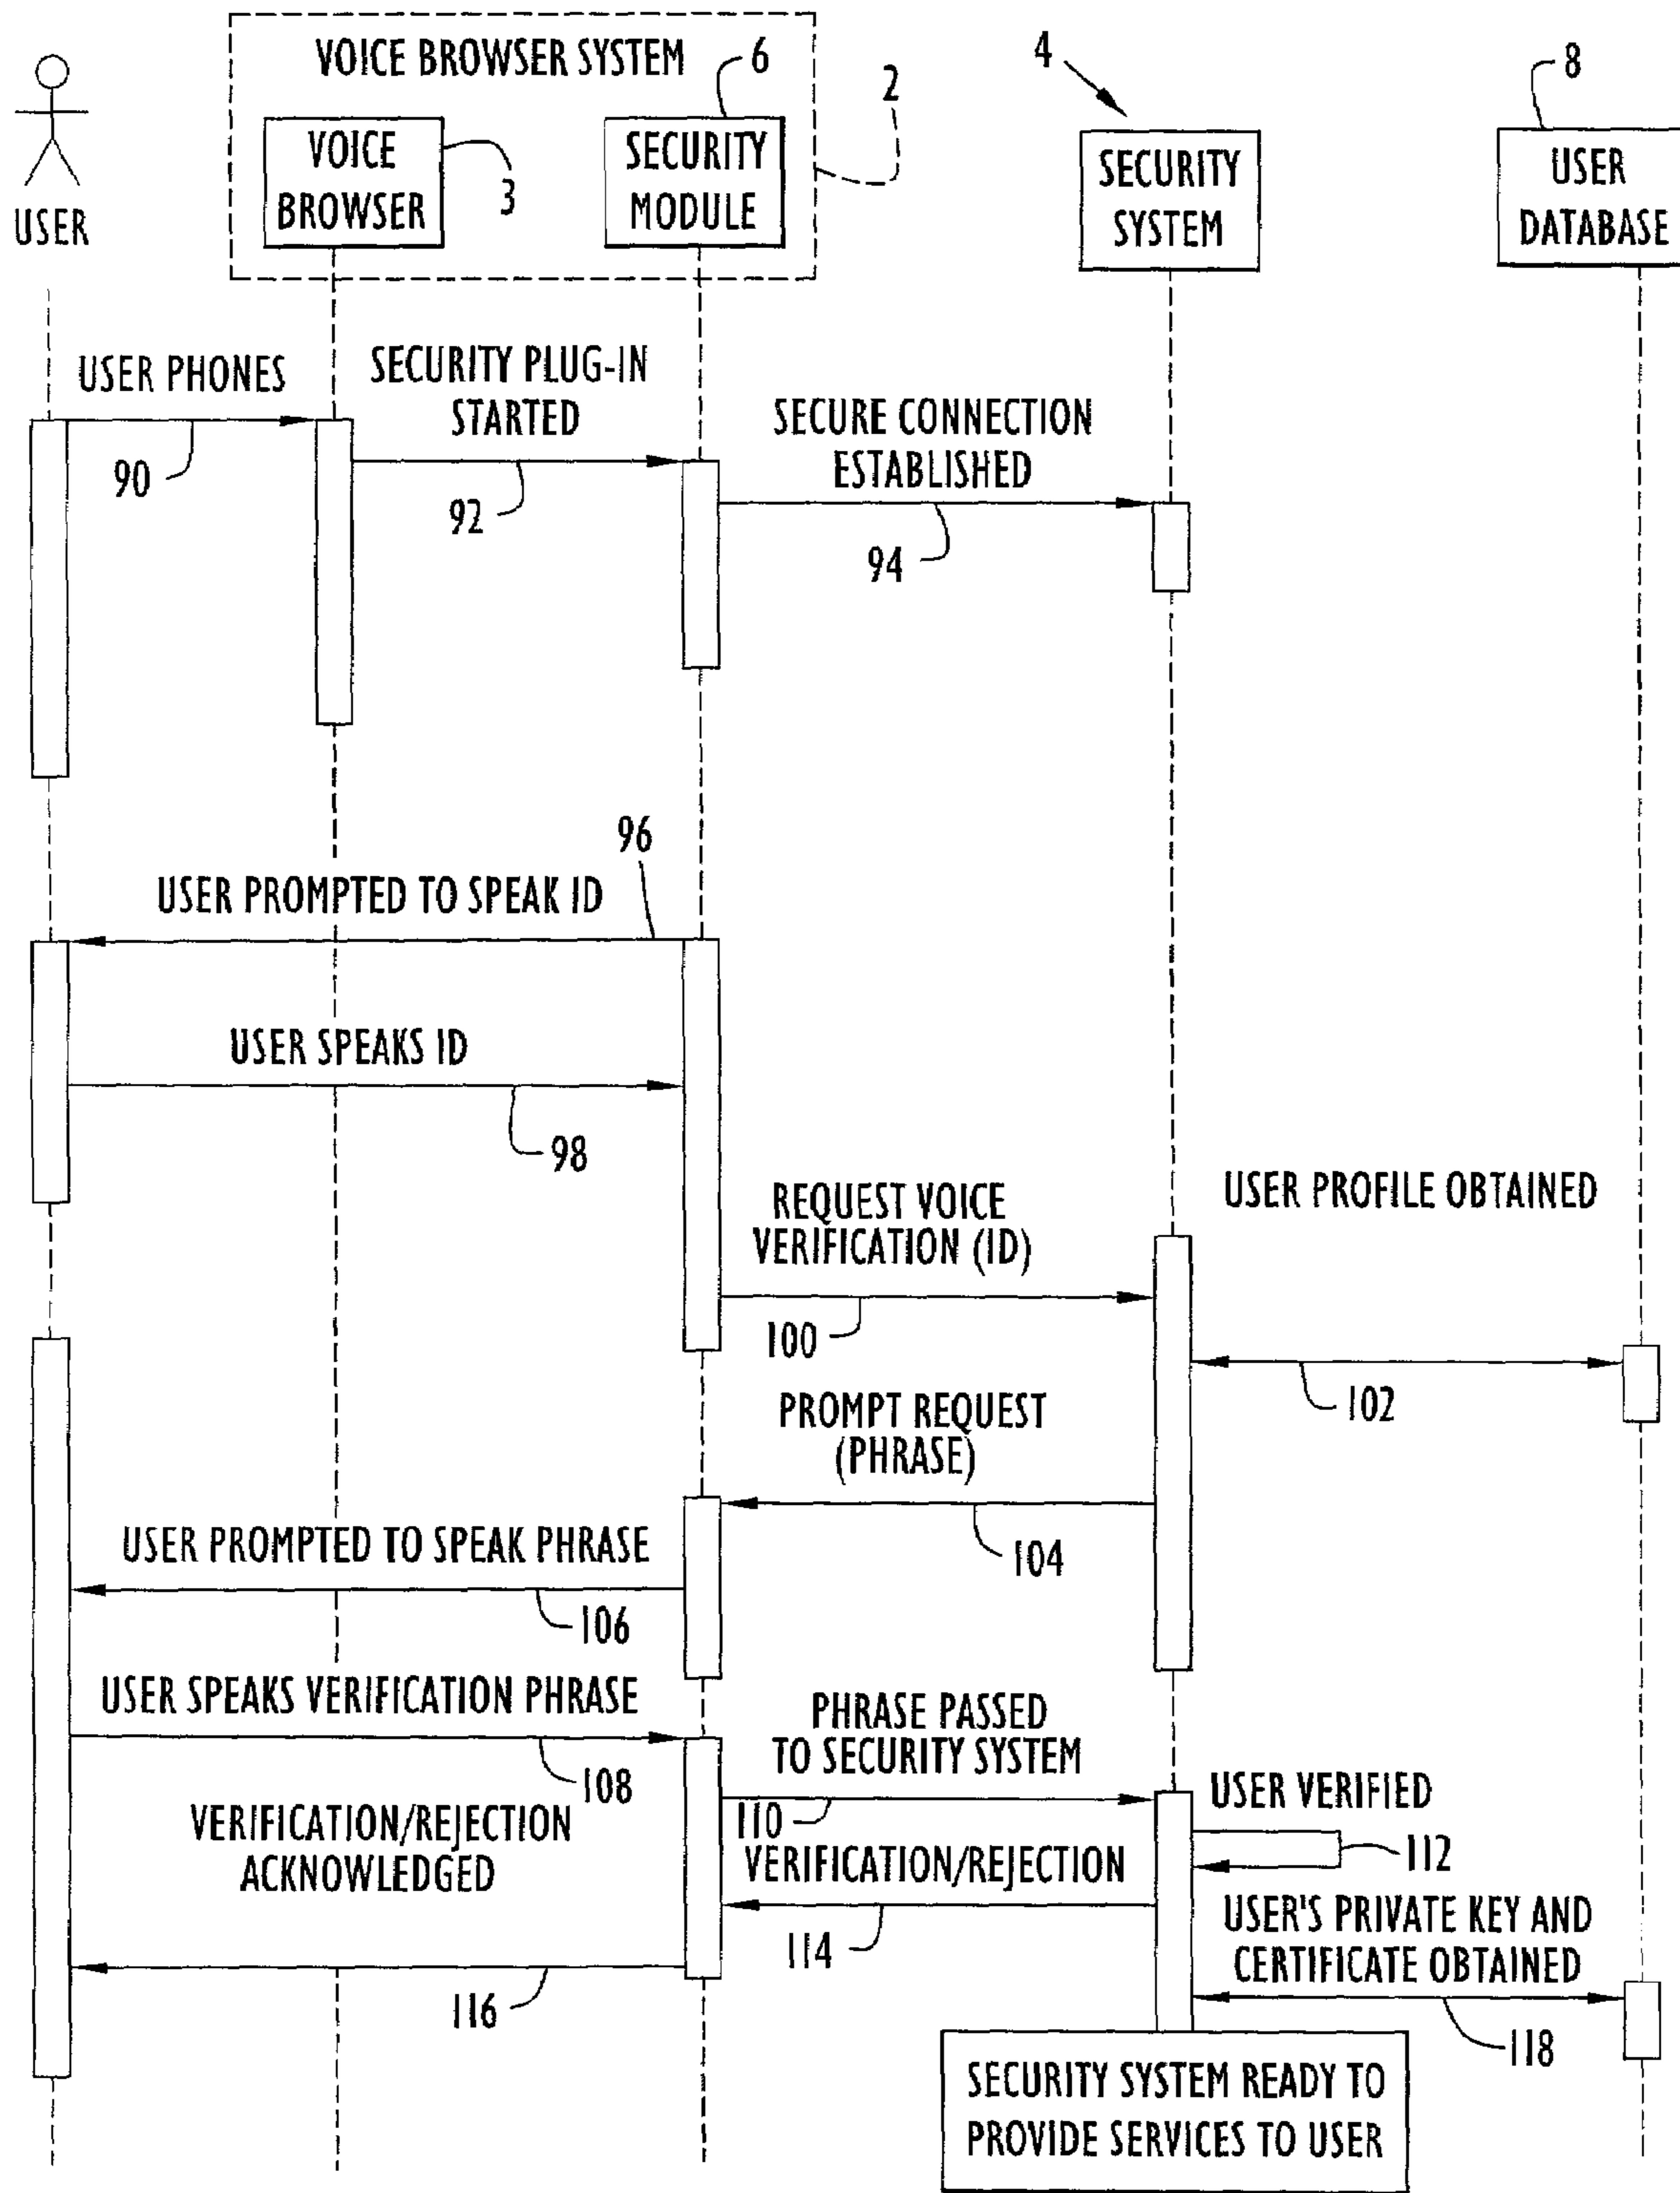 VOICE BROWSER SYSTEM
6
2
4
8
USER
VOICE
BROWSER
3
SECURITY
MODULE
SECURITY
SYSTEM
USER
DATABASE
USER PHONES
90
SECURITY PLUG-IN
STARTED
92
SECURE CONNECTION
ESTABLISHED
94
96
USER PROMPTED TO SPEAK ID
USER SPEAKS ID
98
REQUEST VOICE
VERIFICATION (ID)
100
USER PROFILE OBTAINED
102
PROMPT REQUEST
(PHRASE)
104
USER PROMPTED TO SPEAK PHRASE
106
USER SPEAKS VERIFICATION PHRASE
108
PHRASE PASSED
TO SECURITY SYSTEM
110
USER VERIFIED
112
VERIFICATION/REJECTION
114
VERIFICATION/REJECTION
ACKNOWLEDGED
116
USER'S PRIVATE KEY AND
CERTIFICATE OBTAINED
118
SECURITY SYSTEM READY TO
PROVIDE SERVICES TO USER